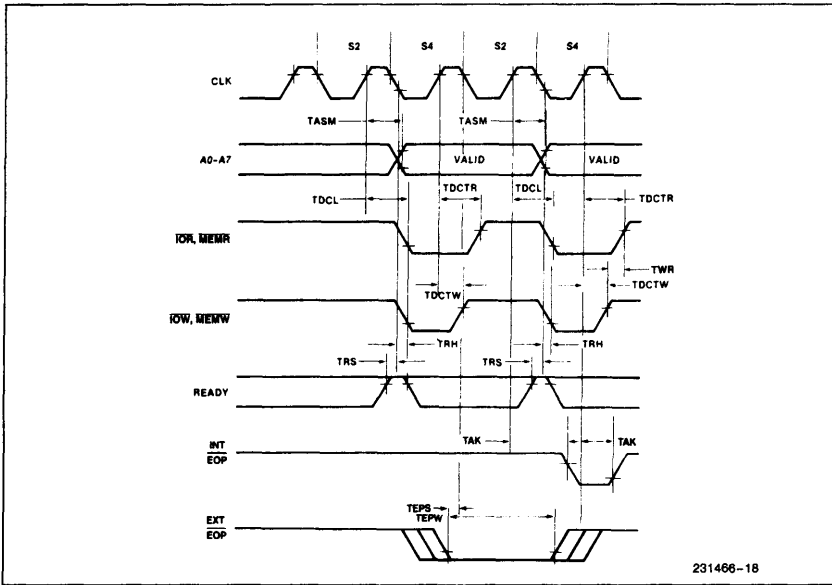 S2 S4 S2 S4
CLK
TASM TASM
A0-A7 VALID VALID
TDCL TDCTR TDCL TDCTR
IOR, MEMR
TWR
TDCTW TDCTW
IOW, MEMW
TRH TRH
TRS TRS
READY
TAK TAK
INT
EOP
TEPS
TEPW
EXT
EOP
231466-18